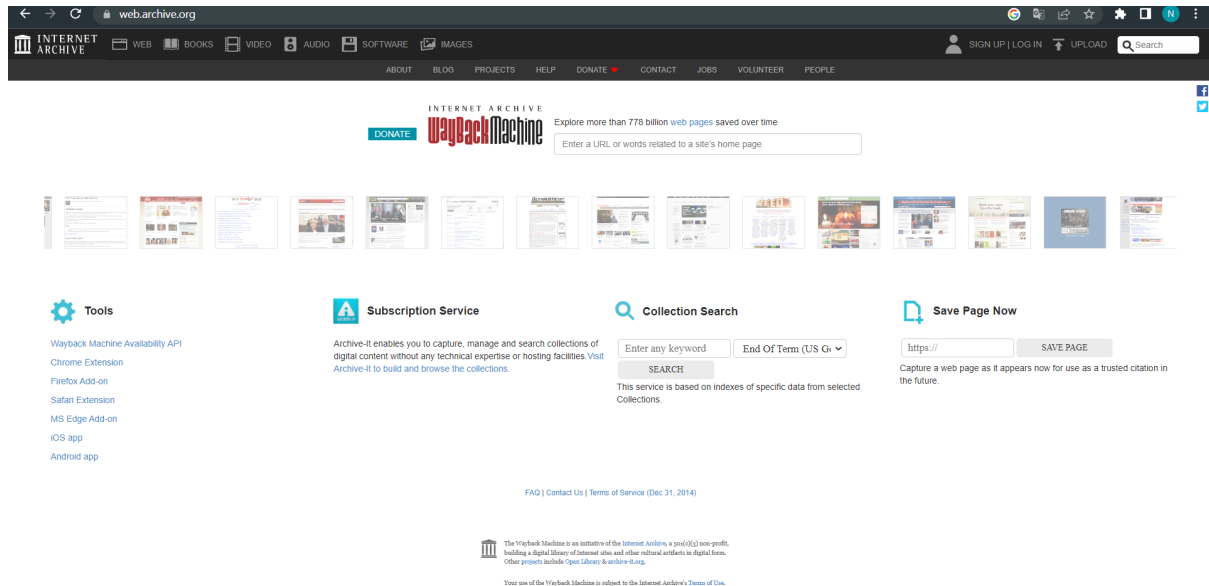 web.archive.org
N
INTERNET
ARCHIVE
WEB BOOKS VIDEO AUDIO SOFTWARE IMAGES
SIGN UP | LOG IN UPLOAD Search
ABOUT BLOG PROJECTS HELP DONATE CONTACT JOBS VOLUNTEER PEOPLE
INTERNET ARCHIVE
WayBackMachine
DONATE
Explore more than 778 billion web pages saved over time
Enter a URL or words related to a site's home page
Tools
Wayback Machine Availability API
Chrome Extension
Firefox Add-on
Safari Extension
MS Edge Add-on
iOS app
Android app
Subscription Service
Archive-It enables you to capture, manage and search collections of
digital content without any technical expertise or hosting facilities. Visit
Archive-It to build and browse the collections.
Collection Search
Enter any keyword End Of Term (US G
SEARCH
This service is based on indexes of specific data from selected
Collections.
Save Page Now
https:// SAVE PAGE
Capture a web page as it appears now for use as a trusted citation in
the future.
FAQ | Contact Us | Terms of Service (Dec 31, 2014)
The Wayback Machine is an initiative of the Internet Archive, a 501(c)(3) non-profit,
building a digital library of Internet sites and other cultural artifacts in digital form.
Other projects include Open Library & archive-it.org.
Your use of the Wayback Machine is subject to the Internet Archive's Terms of Use.